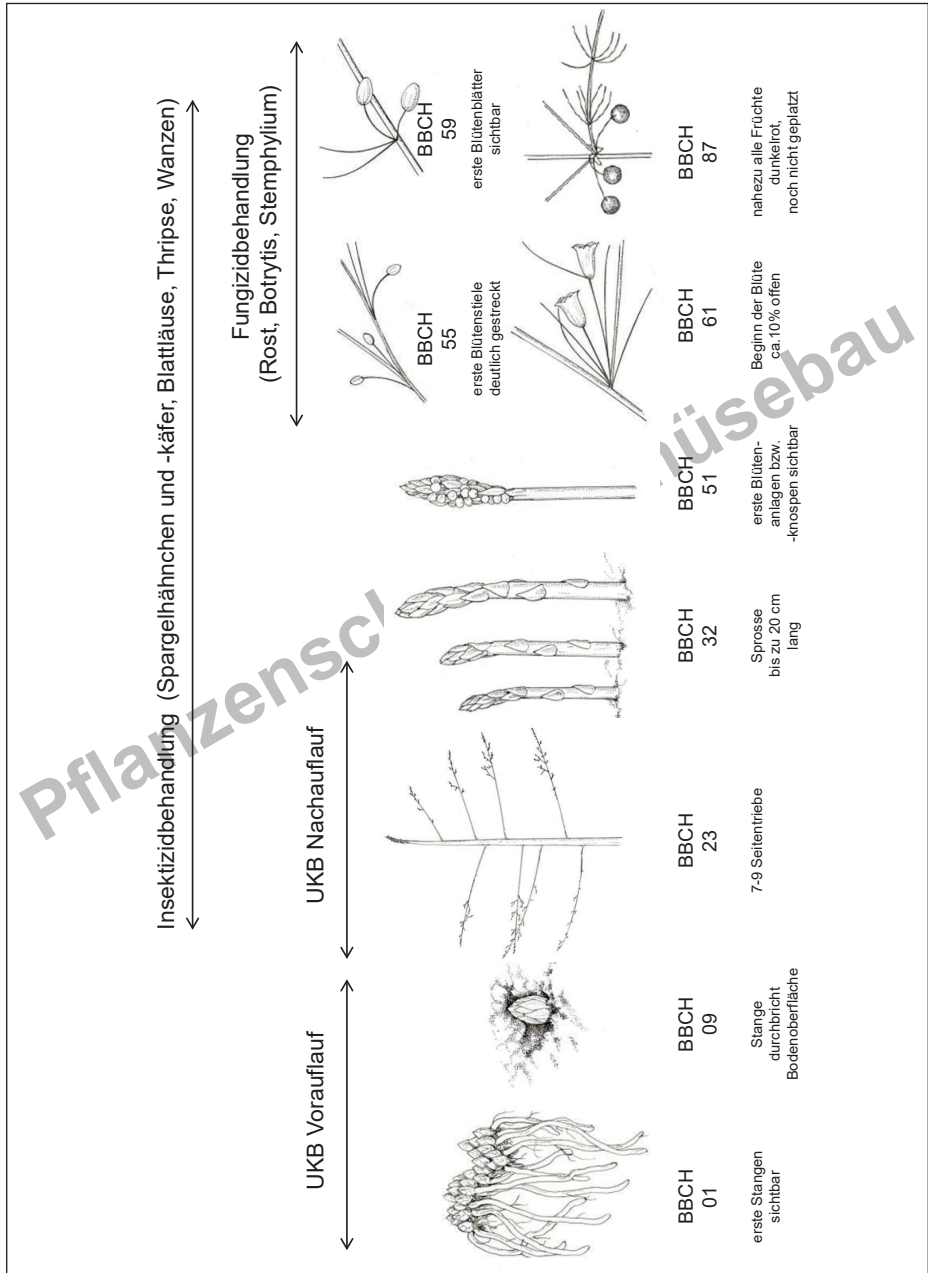 Insektizidbehandlung (Spargelhähnchen und -käfer, Blattläuse, Thripse, Wanzen)
Fungizidbehandlung
(Rost, Botrytis, Stemphylium)
UKB Vorauflauf
UKB Nachauflauf
BBCH
55
erste Blütenstiele
deutlich gestreckt
BBCH
59
erste Blütenblätter
sichtbar
BBCH
01
erste Stangen
sichtbar
BBCH
09
Stange
durchbricht
Bodenoberfläche
BBCH
23
7-9 Seitentriebe
BBCH
32
Sprosse
bis zu 20 cm
lang
BBCH
51
erste Blüten-
anlagen bzw.
-knospen sichtbar
BBCH
61
Beginn der Blüte
ca.10% offen
BBCH
87
nahezu alle Früchte
dunkelrot,
noch nicht geplatzt